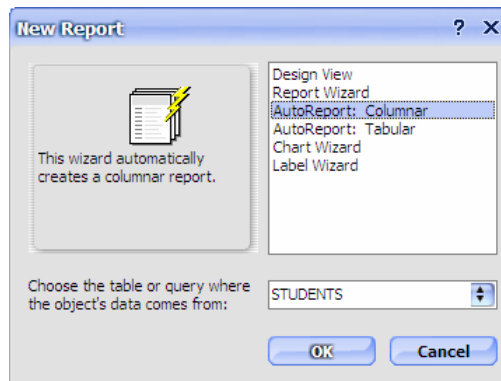 New Report
?
X
This wizard automatically
creates a columnar report.
Design View
Report Wizard
AutoReport: Columnar
AutoReport: Tabular
Chart Wizard
Label Wizard
Choose the table or query where
the object's data comes from:
STUDENTS
OK
Cancel